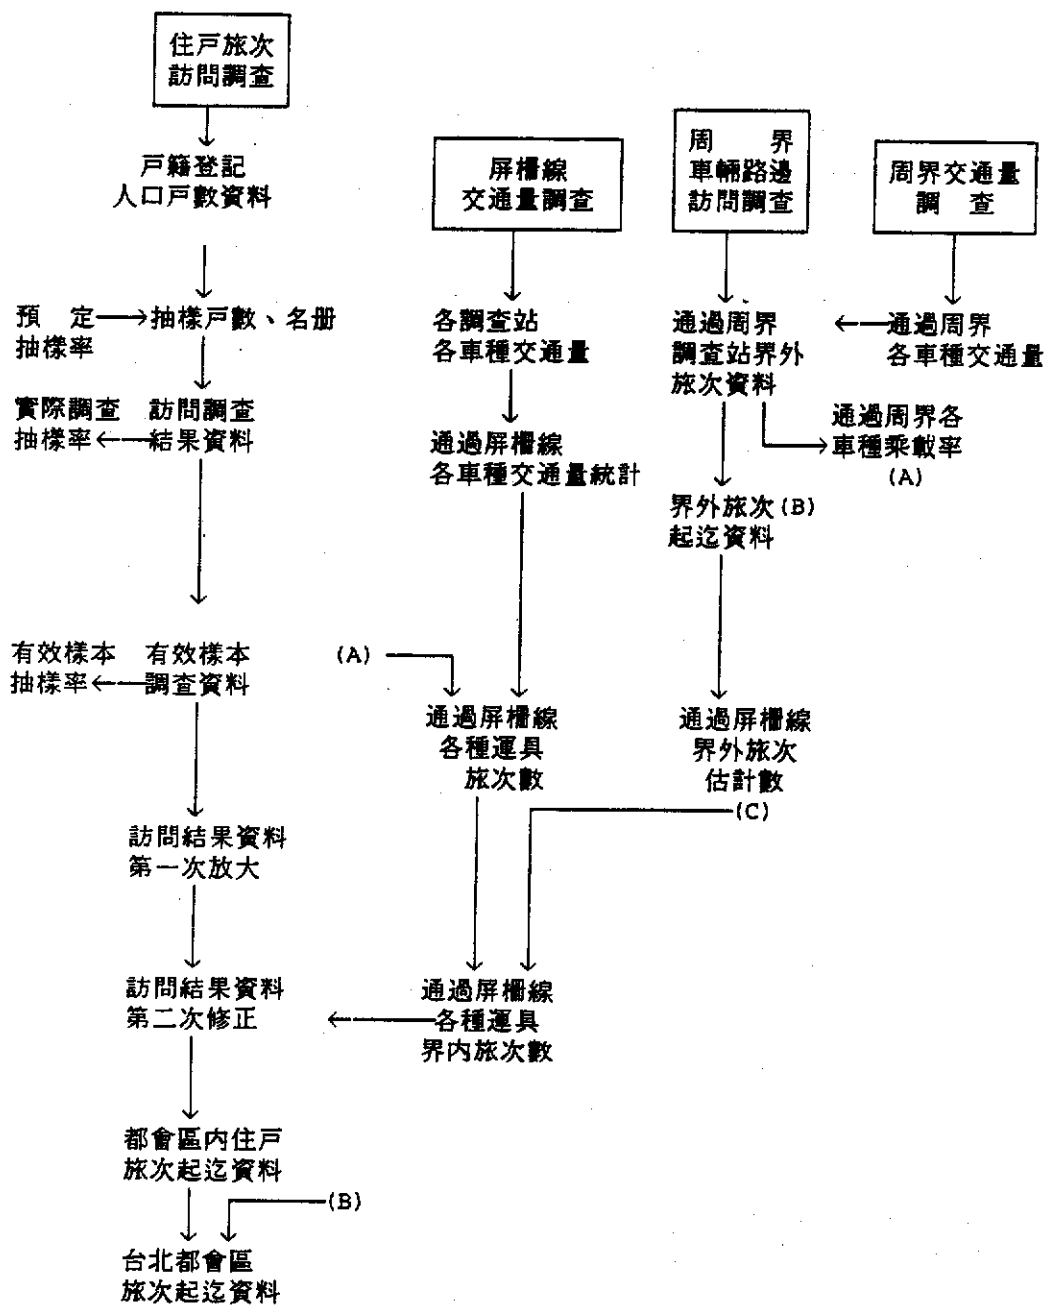 住戸旅次
訪問調查
戸籍登記
人口戸數資料
預　定
抽樣率
抽樣戸數、名册
實際調查
抽樣率
訪問調查
結果資料
有效樣本
抽樣率
有效樣本
調查資料
訪問結果資料
第一次放大
訪問結果資料
第二次修正
都會區内住戸
旅次起迄資料
(B)
台北都會區
旅次起迄資料
屏柵線
交通量調查
各調查站
各車種交通量
通過屏柵線
各車種交通量統計
(A)
通過屏柵線
各種運具
旅次數
通過屏柵線
各種運具
界内旅次數
周　界
車輛路邊
訪問調查
通過周界
調查站界外
旅次資料
界外旅次(B)
起迄資料
通過屏柵線
界外旅次
估計數
(C)
周界交通量
調　查
通過周界
各車種交通量
通過周界各
車種乘載率
(A)